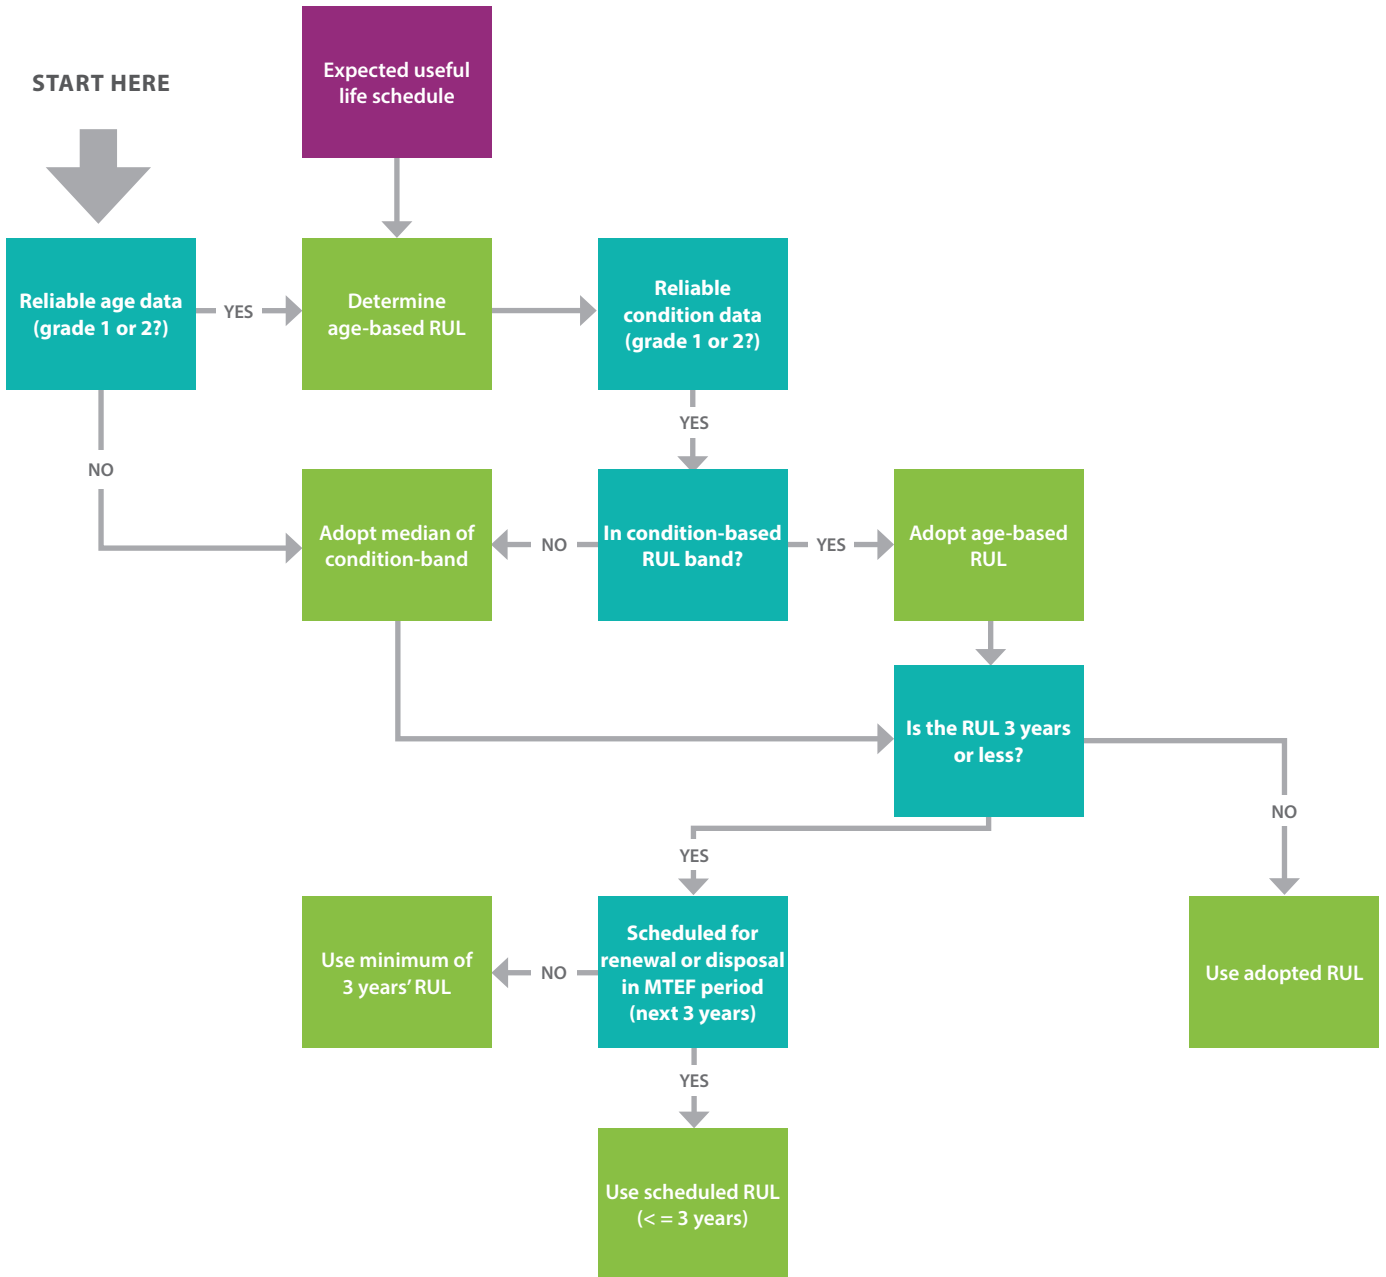 START HERE
Expected useful
life schedule
Reliable age data
(grade 1 or 2?)
YES
Determine
age-based RUL
Reliable
condition data
(grade 1 or 2?)
YES
NO
Adopt median of
condition-band
NO
In condition-based
RUL band?
YES
Adopt age-based
RUL
Is the RUL 3 years
or less?
NO
YES
Use minimum of
3 years’ RUL
NO
Scheduled for
renewal or disposal
in MTEF period
(next 3 years)
Use adopted RUL
YES
Use scheduled RUL
(< = 3 years)